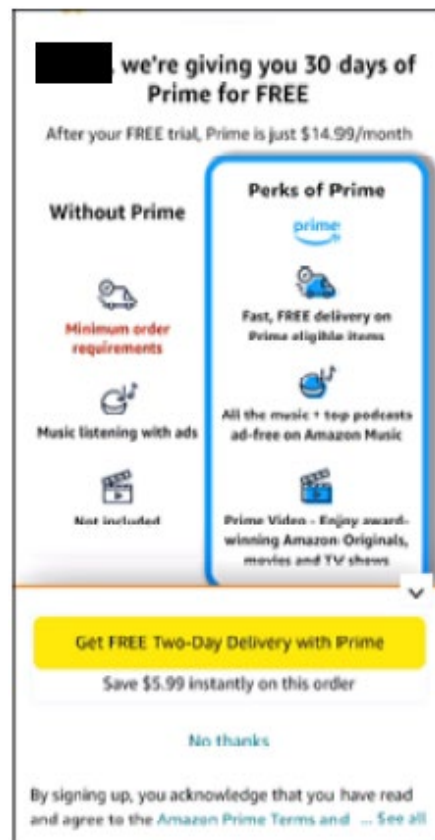 , we're giving you 30 days of
Prime for FREE
After your FREE trial, Prime is just $14.99/month
Without Prime
Minimum order
requirements
Music listening with ads
Not included
Perks of Prime
prime
Fast, FREE delivery on
Prime eligible items
All the music + top podcasts
ad-free on Amazon Music
Prime Video - Enjoy award-
winning Amazon Originals,
movies and TV shows
Get FREE Two-Day Delivery with Prime
Save $5.99 instantly on this order
No thanks
By signing up, you acknowledge that you have read
and agree to the Amazon Prime Terms and ... See all